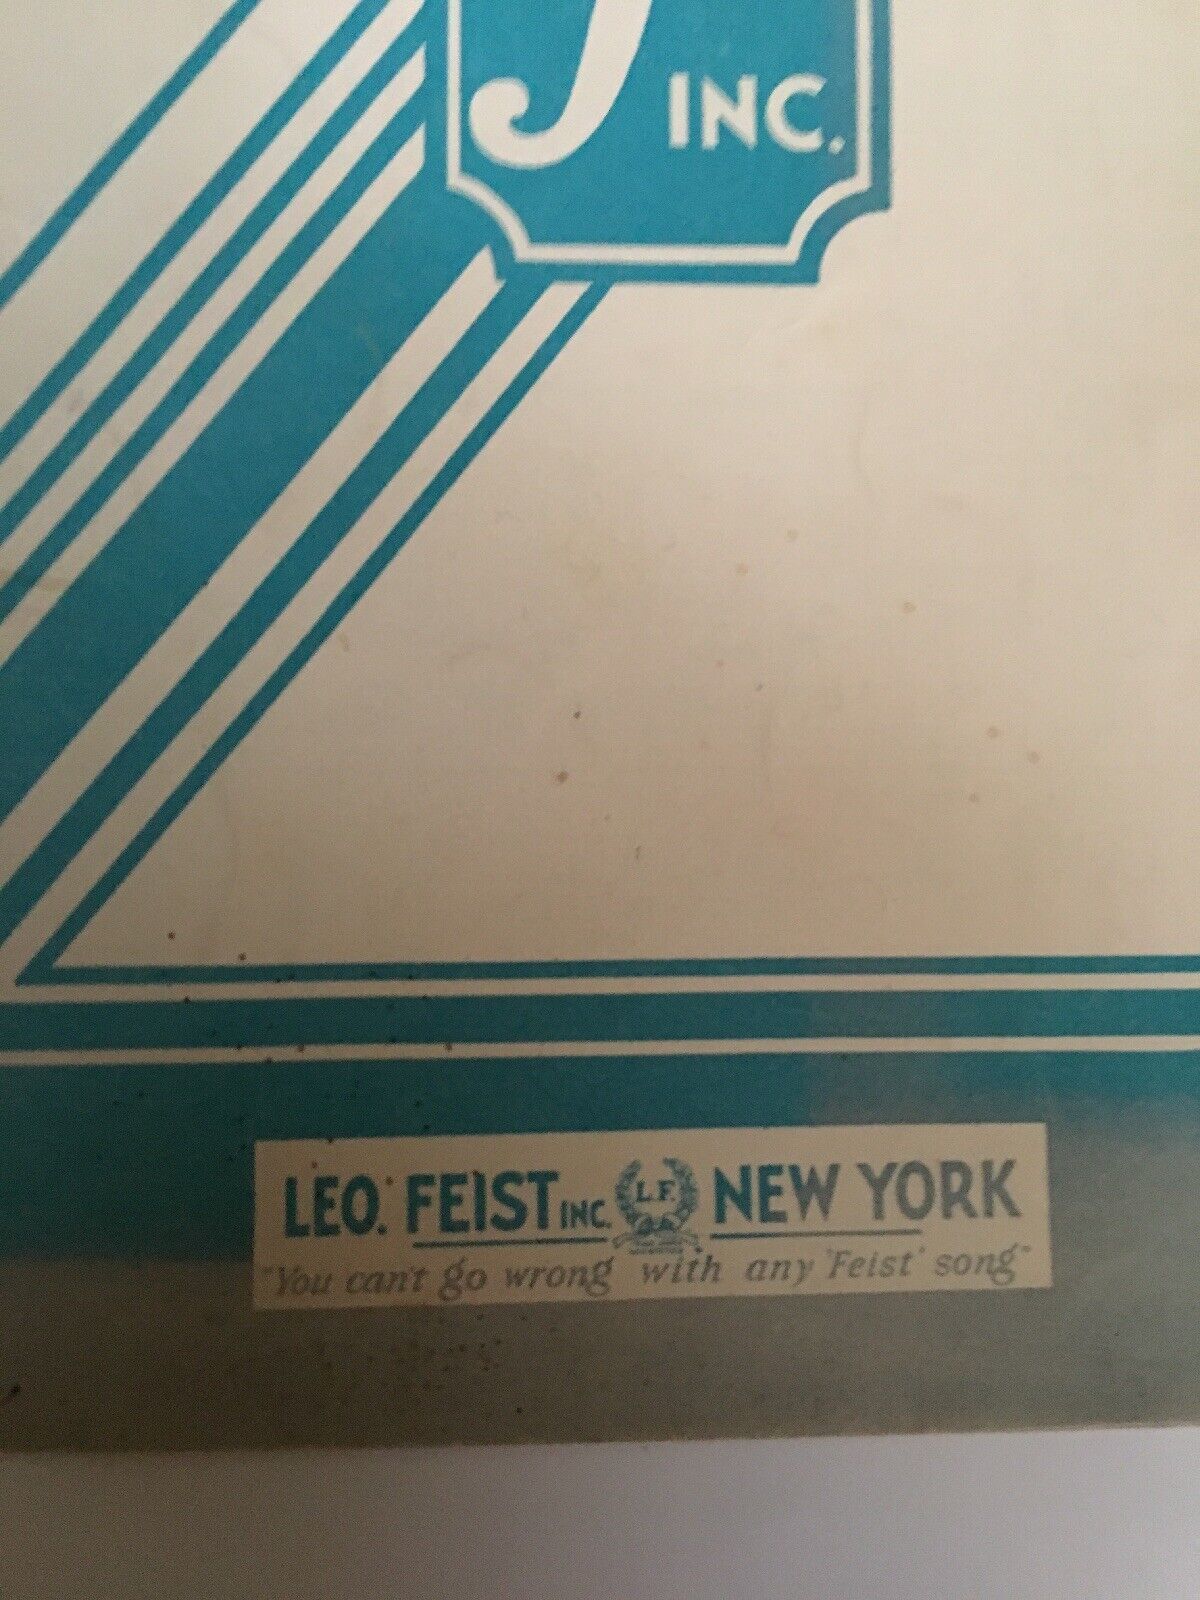 INC.
LEO. FEIST INC. L.F. NEW YORK
"You can't go wrong with any 'Feist' song"